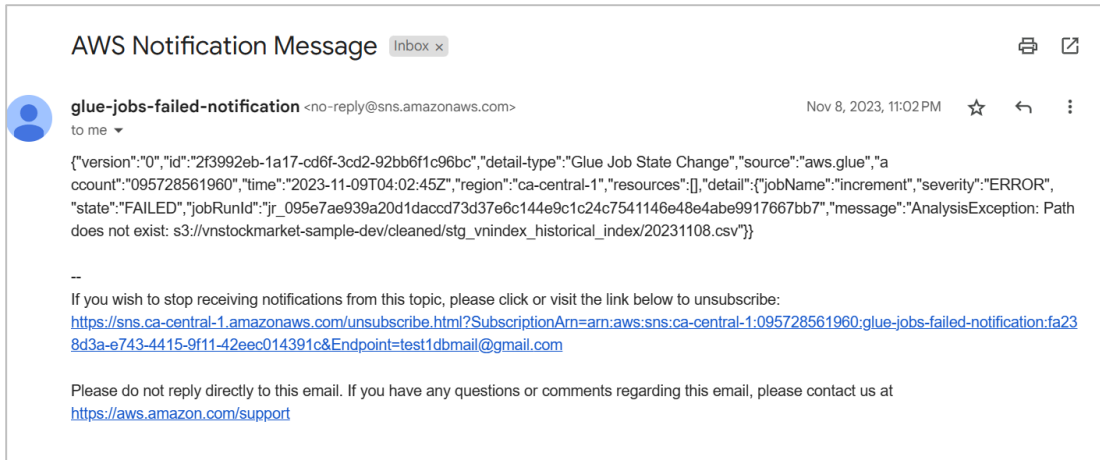 AWS Notification Message Inbox ×
glue-jobs-failed-notification <no-reply@sns.amazonaws.com> Nov 8, 2023, 11:02 PM
to me
{"version":"0","id":"2f3992eb-1a17-cd6f-3cd2-92bb6f1c96bc","detail-type":"Glue Job State Change","source":"aws.glue","a
ccount":"095728561960","time":"2023-11-09T04:02:45Z","region":"ca-central-1","resources":[],"detail":{"jobName":"increment","severity":"ERROR",
"state":"FAILED","jobRunId":"jr_095e7ae939a20d1daccd73d37e6c144e9c1c24c7541146e48e4abe9917667bb7","message":"AnalysisException: Path
does not exist: s3://vnstockmarket-sample-dev/cleaned/stg_vnindex_historical_index/20231108.csv"}}
--
If you wish to stop receiving notifications from this topic, please click or visit the link below to unsubscribe:
https://sns.ca-central-1.amazonaws.com/unsubscribe.html?SubscriptionArn=arn:aws:sns:ca-central-1:095728561960:glue-jobs-failed-notification:fa23
8d3a-e743-4415-9f11-42eec014391c&Endpoint=test1dbmail@gmail.com
Please do not reply directly to this email. If you have any questions or comments regarding this email, please contact us at
https://aws.amazon.com/support